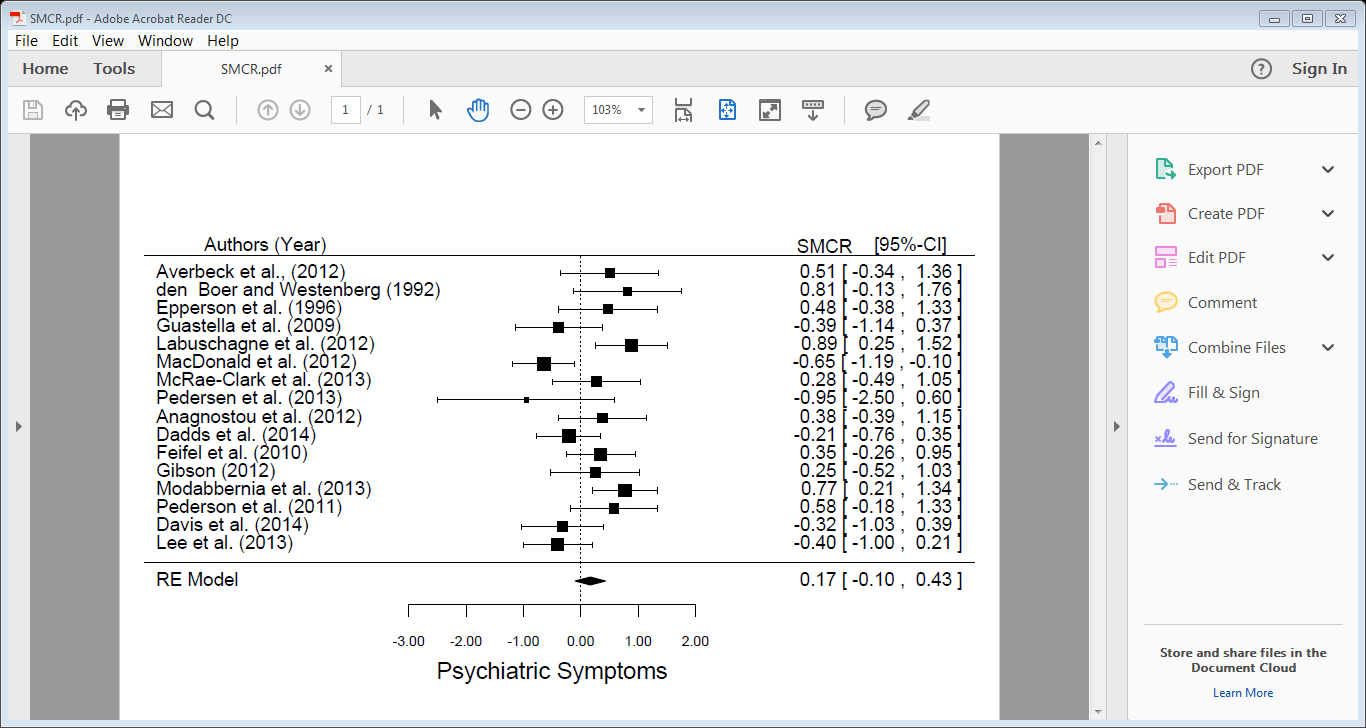 SMCR.pdf - Adobe Acrobat Reader DC
File Edit View Window Help
Home Tools SMCR.pdf × ? Sign In
1 / 1 103%
Authors (Year) SMCR [95%-CI]
Averbeck et al., (2012) 0.51 [ -0.34 , 1.36 ]
den Boer and Westenberg (1992) 0.81 [ -0.13 , 1.76 ]
Epperson et al. (1996) 0.48 [ -0.38 , 1.33 ]
Guastella et al. (2009) -0.39 [ -1.14 , 0.37 ]
Labuschagne et al. (2012) 0.89 [ 0.25 , 1.52 ]
MacDonald et al. (2012) -0.65 [ -1.19 , -0.10 ]
McRae-Clark et al. (2013) 0.28 [ -0.49 , 1.05 ]
Pedersen et al. (2013) -0.95 [ -2.50 , 0.60 ]
Anagnostou et al. (2012) 0.38 [ -0.39 , 1.15 ]
Dadds et al. (2014) -0.21 [ -0.76 , 0.35 ]
Feifel et al. (2010) 0.35 [ -0.26 , 0.95 ]
Gibson (2012) 0.25 [ -0.52 , 1.03 ]
Modabbernia et al. (2013) 0.77 [ 0.21 , 1.34 ]
Pederson et al. (2011) 0.58 [ -0.18 , 1.33 ]
Davis et al. (2014) -0.32 [ -1.03 , 0.39 ]
Lee et al. (2013) -0.40 [ -1.00 , 0.21 ]
RE Model 0.17 [ -0.10 , 0.43 ]
-3.00 -2.00 -1.00 0.00 1.00 2.00
Psychiatric Symptoms
Export PDF
Create PDF
Edit PDF
Comment
Combine Files
Fill & Sign
Send for Signature
Send & Track
Store and share files in the
Document Cloud
Learn More